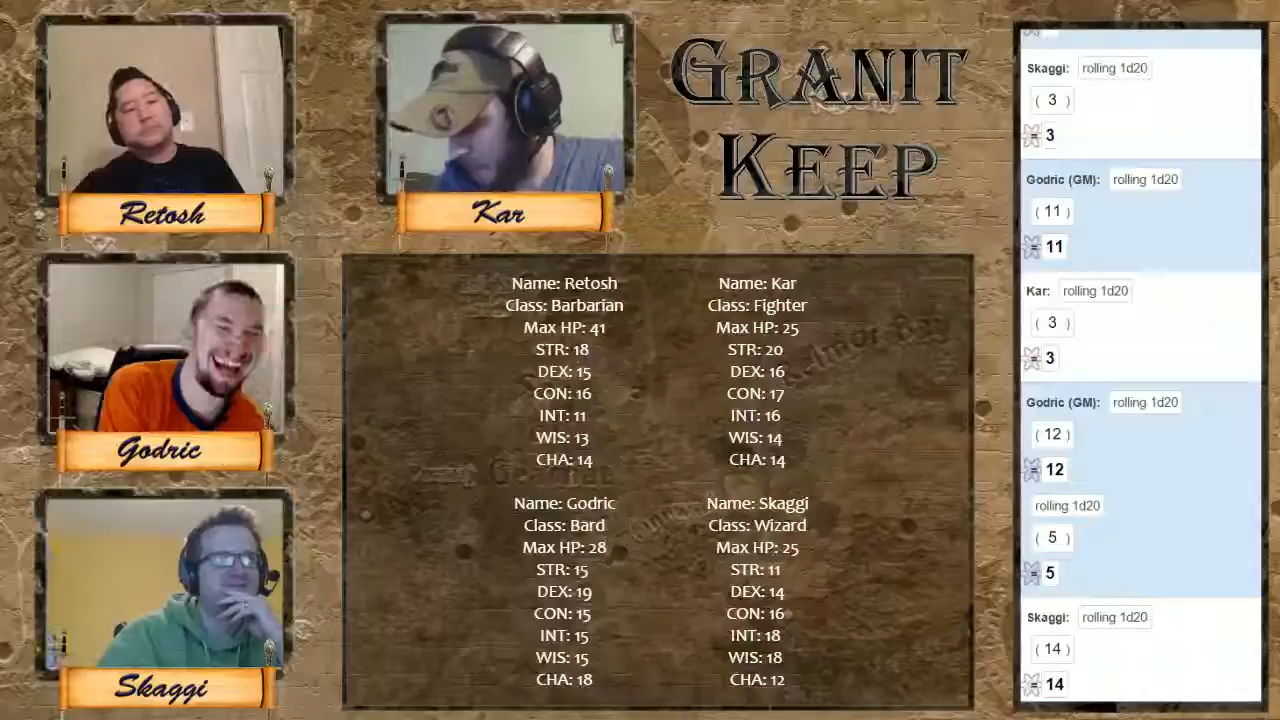 Retosh
Kar
Godric
Skaggi
GRANIT
KEEP
Name: Retosh
Class: Barbarian
Max HP: 41
STR: 18
DEX: 15
CON: 16
INT: 11
WIS: 13
CHA: 14
Name: Kar
Class: Fighter
Max HP: 25
STR: 20
DEX: 16
CON: 17
INT: 16
WIS: 14
CHA: 14
Name: Godric
Class: Bard
Max HP: 28
STR: 15
DEX: 19
CON: 15
INT: 15
WIS: 15
CHA: 18
Name: Skaggi
Class: Wizard
Max HP: 25
STR: 11
DEX: 14
CON: 16
INT: 18
WIS: 18
CHA: 12
Skaggi: rolling 1d20
( 3 )
= 3
Godric (GM): rolling 1d20
( 11 )
= 11
Kar: rolling 1d20
( 3 )
= 3
Godric (GM): rolling 1d20
( 12 )
= 12
rolling 1d20
( 5 )
= 5
Skaggi: rolling 1d20
( 14 )
= 14